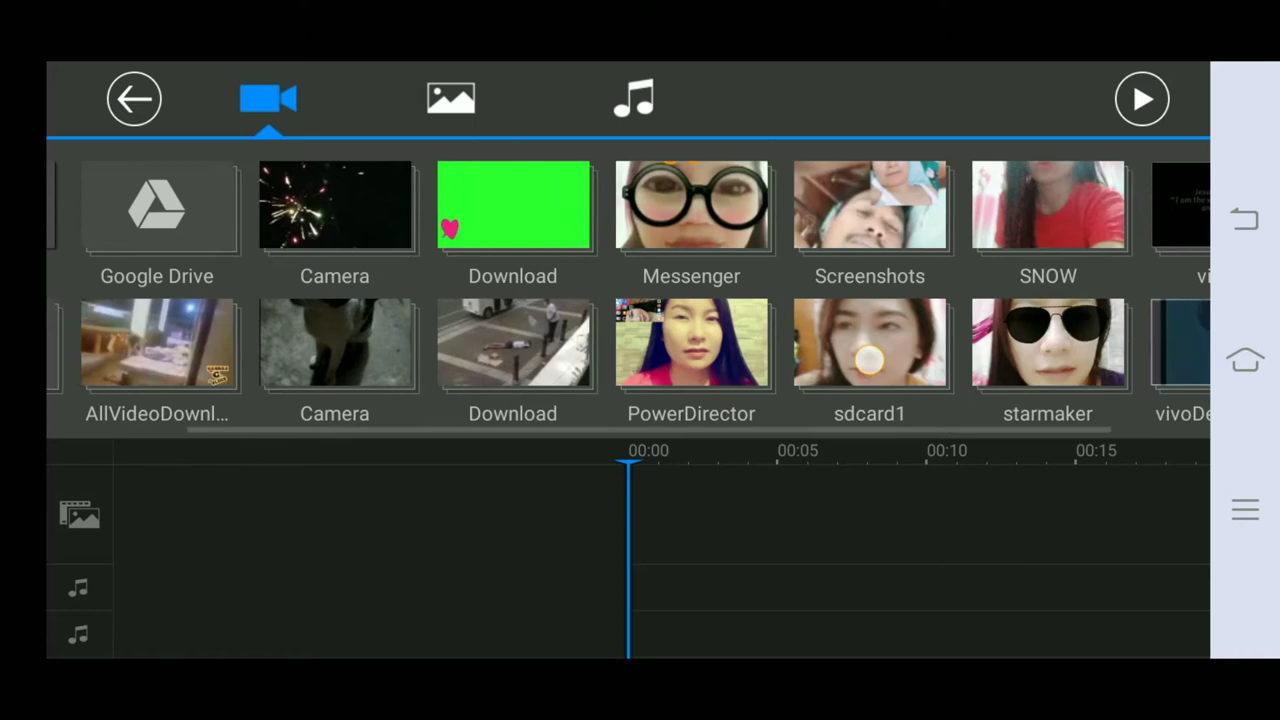 Google Drive
Camera
Download
Messenger
Screenshots
SNOW
AllVideoDownl...
Camera
Download
PowerDirector
sdcard1
starmaker
vivoDe
00:00
00:05
00:10
00:15